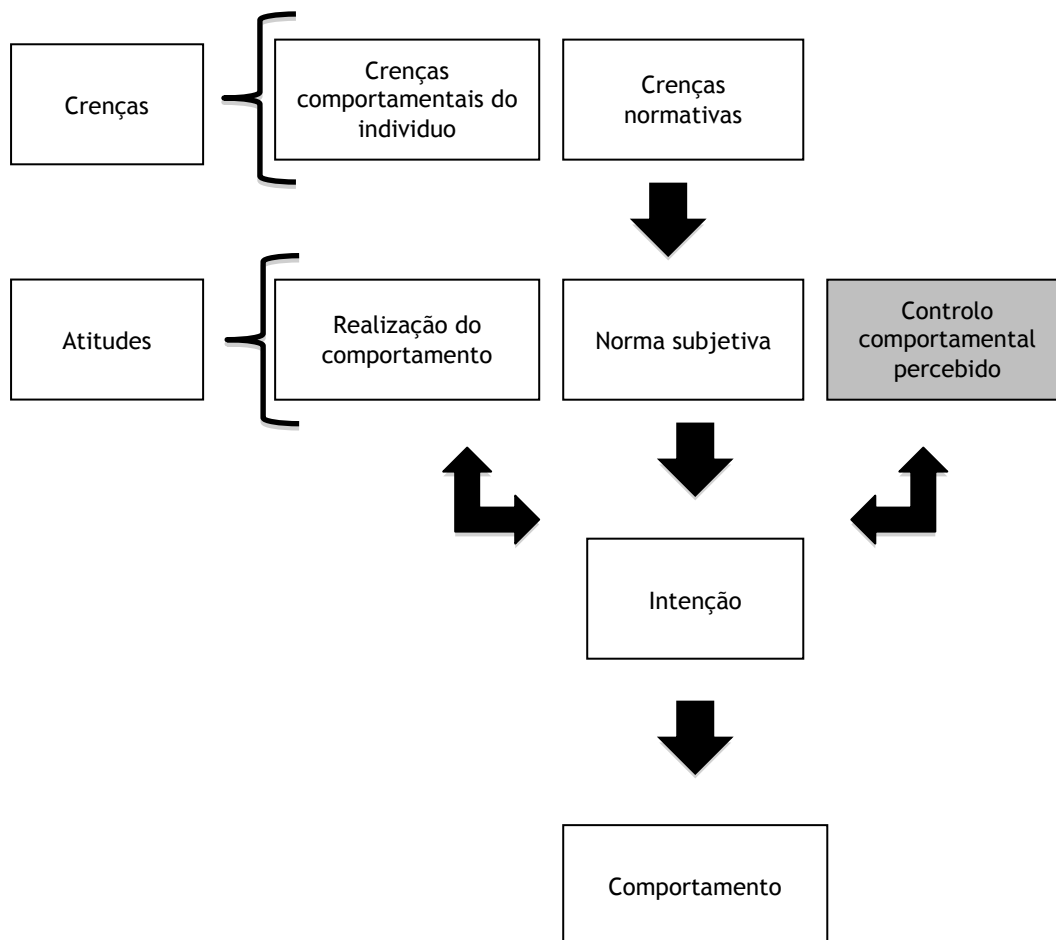 Crenças
Crenças
comportamentais do
individuo
Crenças
normativas
Atitudes
Realização do
comportamento
Norma subjetiva
Controlo
comportamental
percebido
Intenção
Comportamento